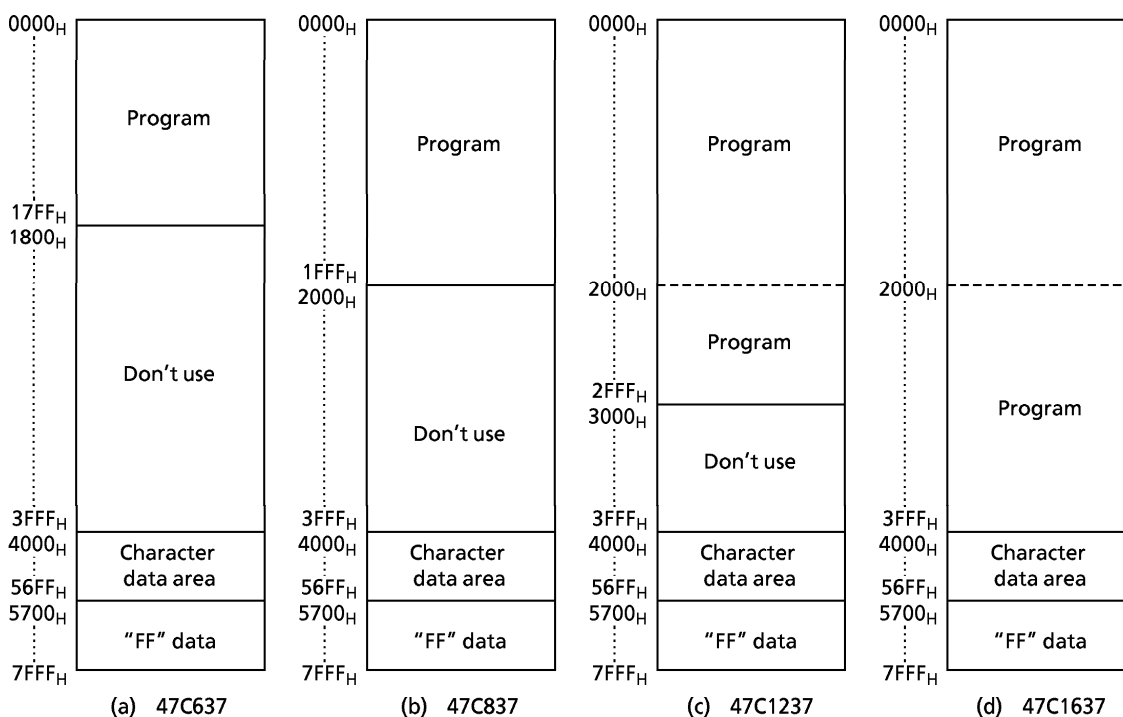 0000H
Program
17FFH
1800H
Don't use
3FFFH
4000H
Character
data area
56FFH
5700H
“FF” data
7FFFH
(a) 47C637
0000H
Program
1FFFH
2000H
Don't use
3FFFH
4000H
Character
data area
56FFH
5700H
“FF” data
7FFFH
(b) 47C837
0000H
Program
2000H
Program
2FFFH
3000H
Don't use
3FFFH
4000H
Character
data area
56FFH
5700H
“FF” data
7FFFH
(c) 47C1237
0000H
Program
2000H
Program
3FFFH
4000H
Character
data area
56FFH
5700H
“FF” data
7FFFH
(d) 47C1637